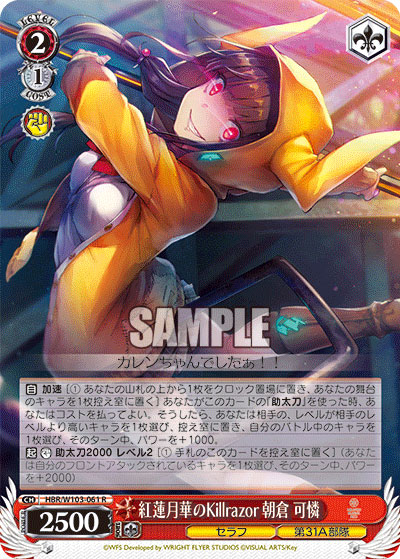 LEVEL
2
1
COST
SAMPLE
カレンちゃんでしたぁ!!
自 加速 [① あなたの山札の上から1枚をクロック置場に置き、あなたの舞台
のキャラを1枚控え室に置く] あなたがこのカードの「助太刀」を使った時、あ
なたはコストを払ってよい。そうしたら、あなたは相手の、レベルが相手のレ
ベルより高いキャラを1枚選び、控え室に置き、自分のバトル中のキャラを
1枚選び、そのターン中、パワーを+1000。
起 助太刀2000 レベル2 [① 手札のこのカードを控え室に置く] (あなた
は自分のフロントアタックされているキャラを1枚選び、そのターン中、パ
ワーを+2000)
CH HBR/W103-061 R
2500
紅蓮月華のKillrazor 朝倉 可憐
セラフ
第31A部隊
©WFS Developed by WRIGHT FLYER STUDIOS ©VISUAL ARTS/Key